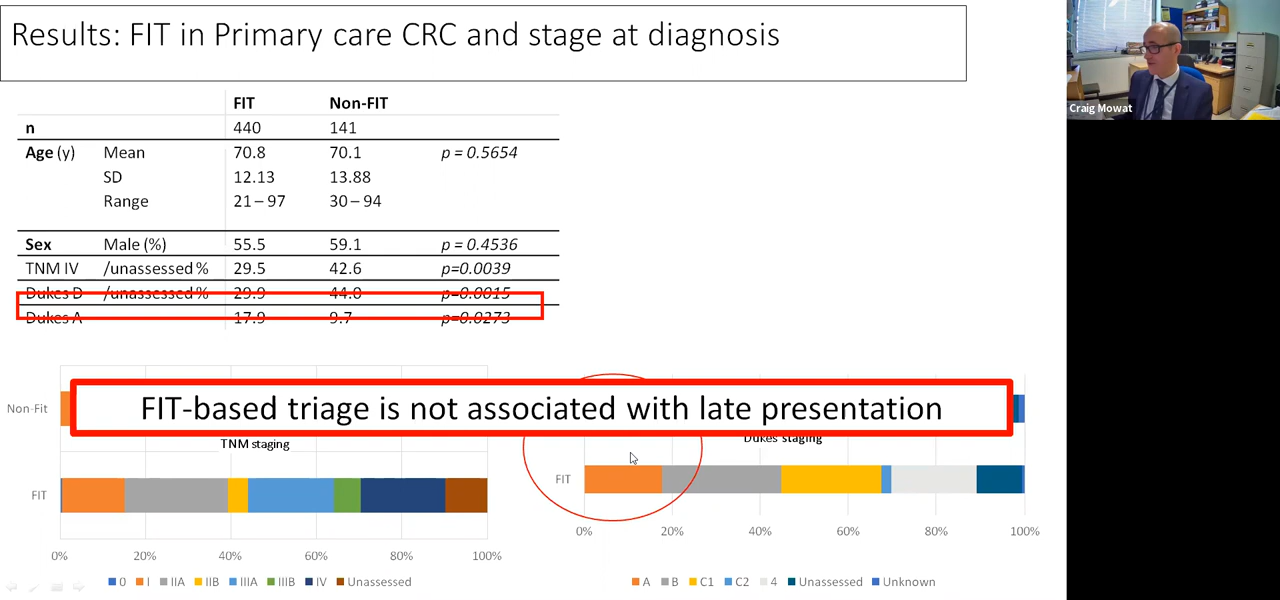 Results: FIT in Primary care CRC and stage at diagnosis
Craig Mowat
FIT Non-FIT
n 440 141
Age (y) Mean 70.8 70.1 p = 0.5654
SD 12.13 13.88
Range 21 – 97 30 – 94
Sex Male (%) 55.5 59.1 p = 0.4536
TNM IV /unassessed % 29.5 42.6 p=0.0039
Dukes D /unassessed % 29.9 44.0 p=0.0015
Dukes A 17.9 9.7 p=0.0273
Non-Fit
FIT-based triage is not associated with late presentation
TNM staging
Dukes staging
FIT
0% 20% 40% 60% 80% 100%
0 I IIA IIB IIIA IIIB IV Unassessed
FIT
0% 20% 40% 60% 80% 100%
A B C1 C2 4 Unassessed Unknown